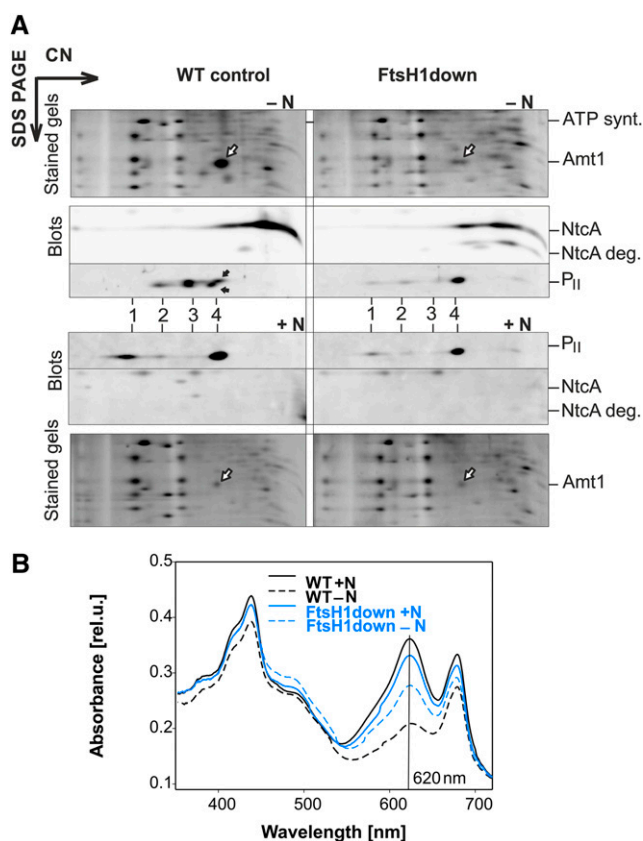 A
CN
SDS PAGE
WT control
FtsH1down
– N
– N
Stained gels
ATP synt.
Amt1
Blots
NtcA
NtcA deg.
PII
1 2 3 4
+ N
1 2 3 4
+ N
Blots
PII
NtcA
NtcA deg.
Stained gels
Amt1
B
0.5
0.4
0.3
0.2
0.1
Absorbance [rel.u.]
WT +N
WT – N
FtsH1down +N
FtsH1down – N
620 nm
400 500 600 700
Wavelength [nm]